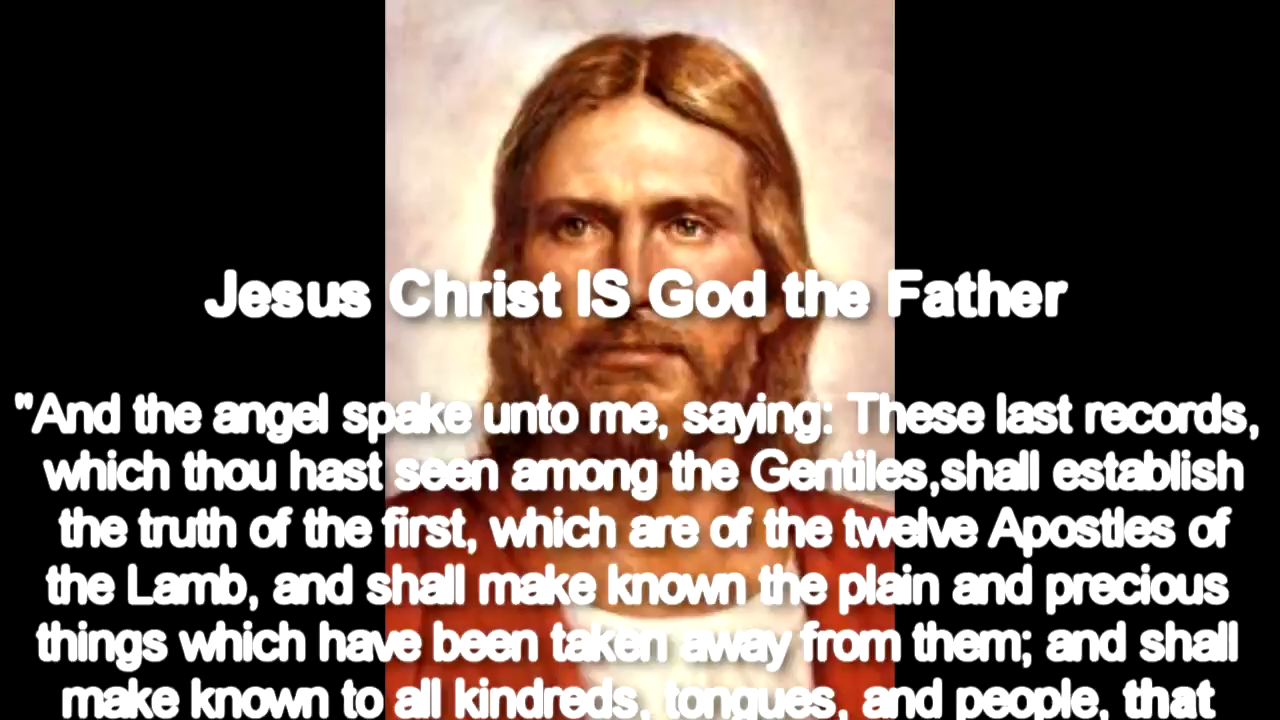 Jesus Christ IS God the Father
"And the angel spake unto me, saying: These last records,
which thou hast seen among the Gentiles,shall establish
the truth of the first, which are of the twelve Apostles of
the Lamb, and shall make known the plain and precious
things which have been taken away from them; and shall
make known to all kindreds, tongues, and people, that